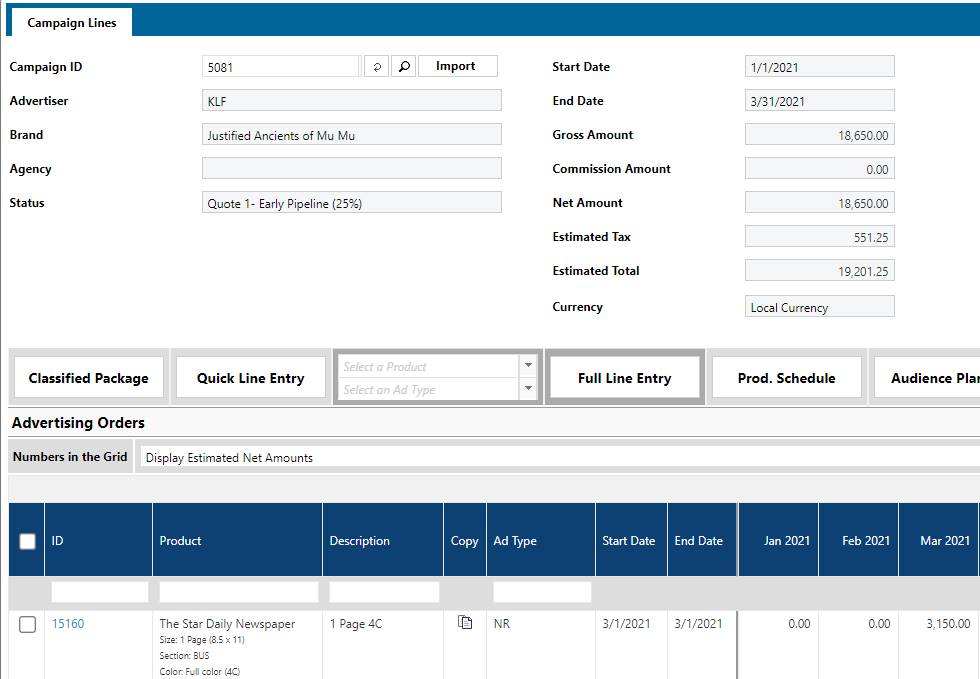 Campaign Lines
Campaign ID 5081 Import Start Date 1/1/2021
Advertiser KLF End Date 3/31/2021
Brand Justified Ancients of Mu Mu Gross Amount 18,650.00
Agency Commission Amount 0.00
Status Quote 1- Early Pipeline (25%) Net Amount 18,650.00
Estimated Tax 551.25
Estimated Total 19,201.25
Currency Local Currency
Select a Product
Classified Package Quick Line Entry Full Line Entry Prod. Schedule Audience Plan
Select an Ad Type
Advertising Orders
Numbers in the Grid Display Estimated Net Amounts
ID Product Description Copy Ad Type Start Date End Date Jan 2021 Feb 2021 Mar 2021
15160 The Star Daily Newspaper 1 Page 4C NR 3/1/2021 3/1/2021 0.00 0.00 3,150.00
Size: 1 Page (8.5 x 11)
Section: BUS
Color: Full color (4C)